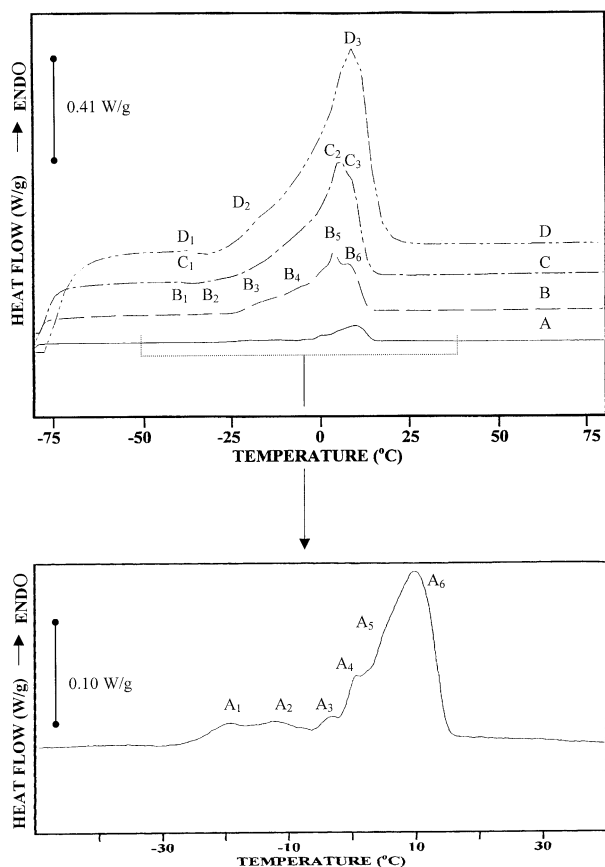 D₃
0.41 W/g
C₂
C₃
D₂
B₅
B₆
D₁
C₁
B₄
B₃
B₁
B₂
D
C
B
A
HEAT FLOW (W/g) → ENDO
-75
-50
-25
0
25
50
75
TEMPERATURE (°C)
A₆
A₅
0.10 W/g
A₄
A₁
A₂
A₃
HEAT FLOW (W/g) → ENDO
-30
-10
10
30
TEMPERATURE (°C)